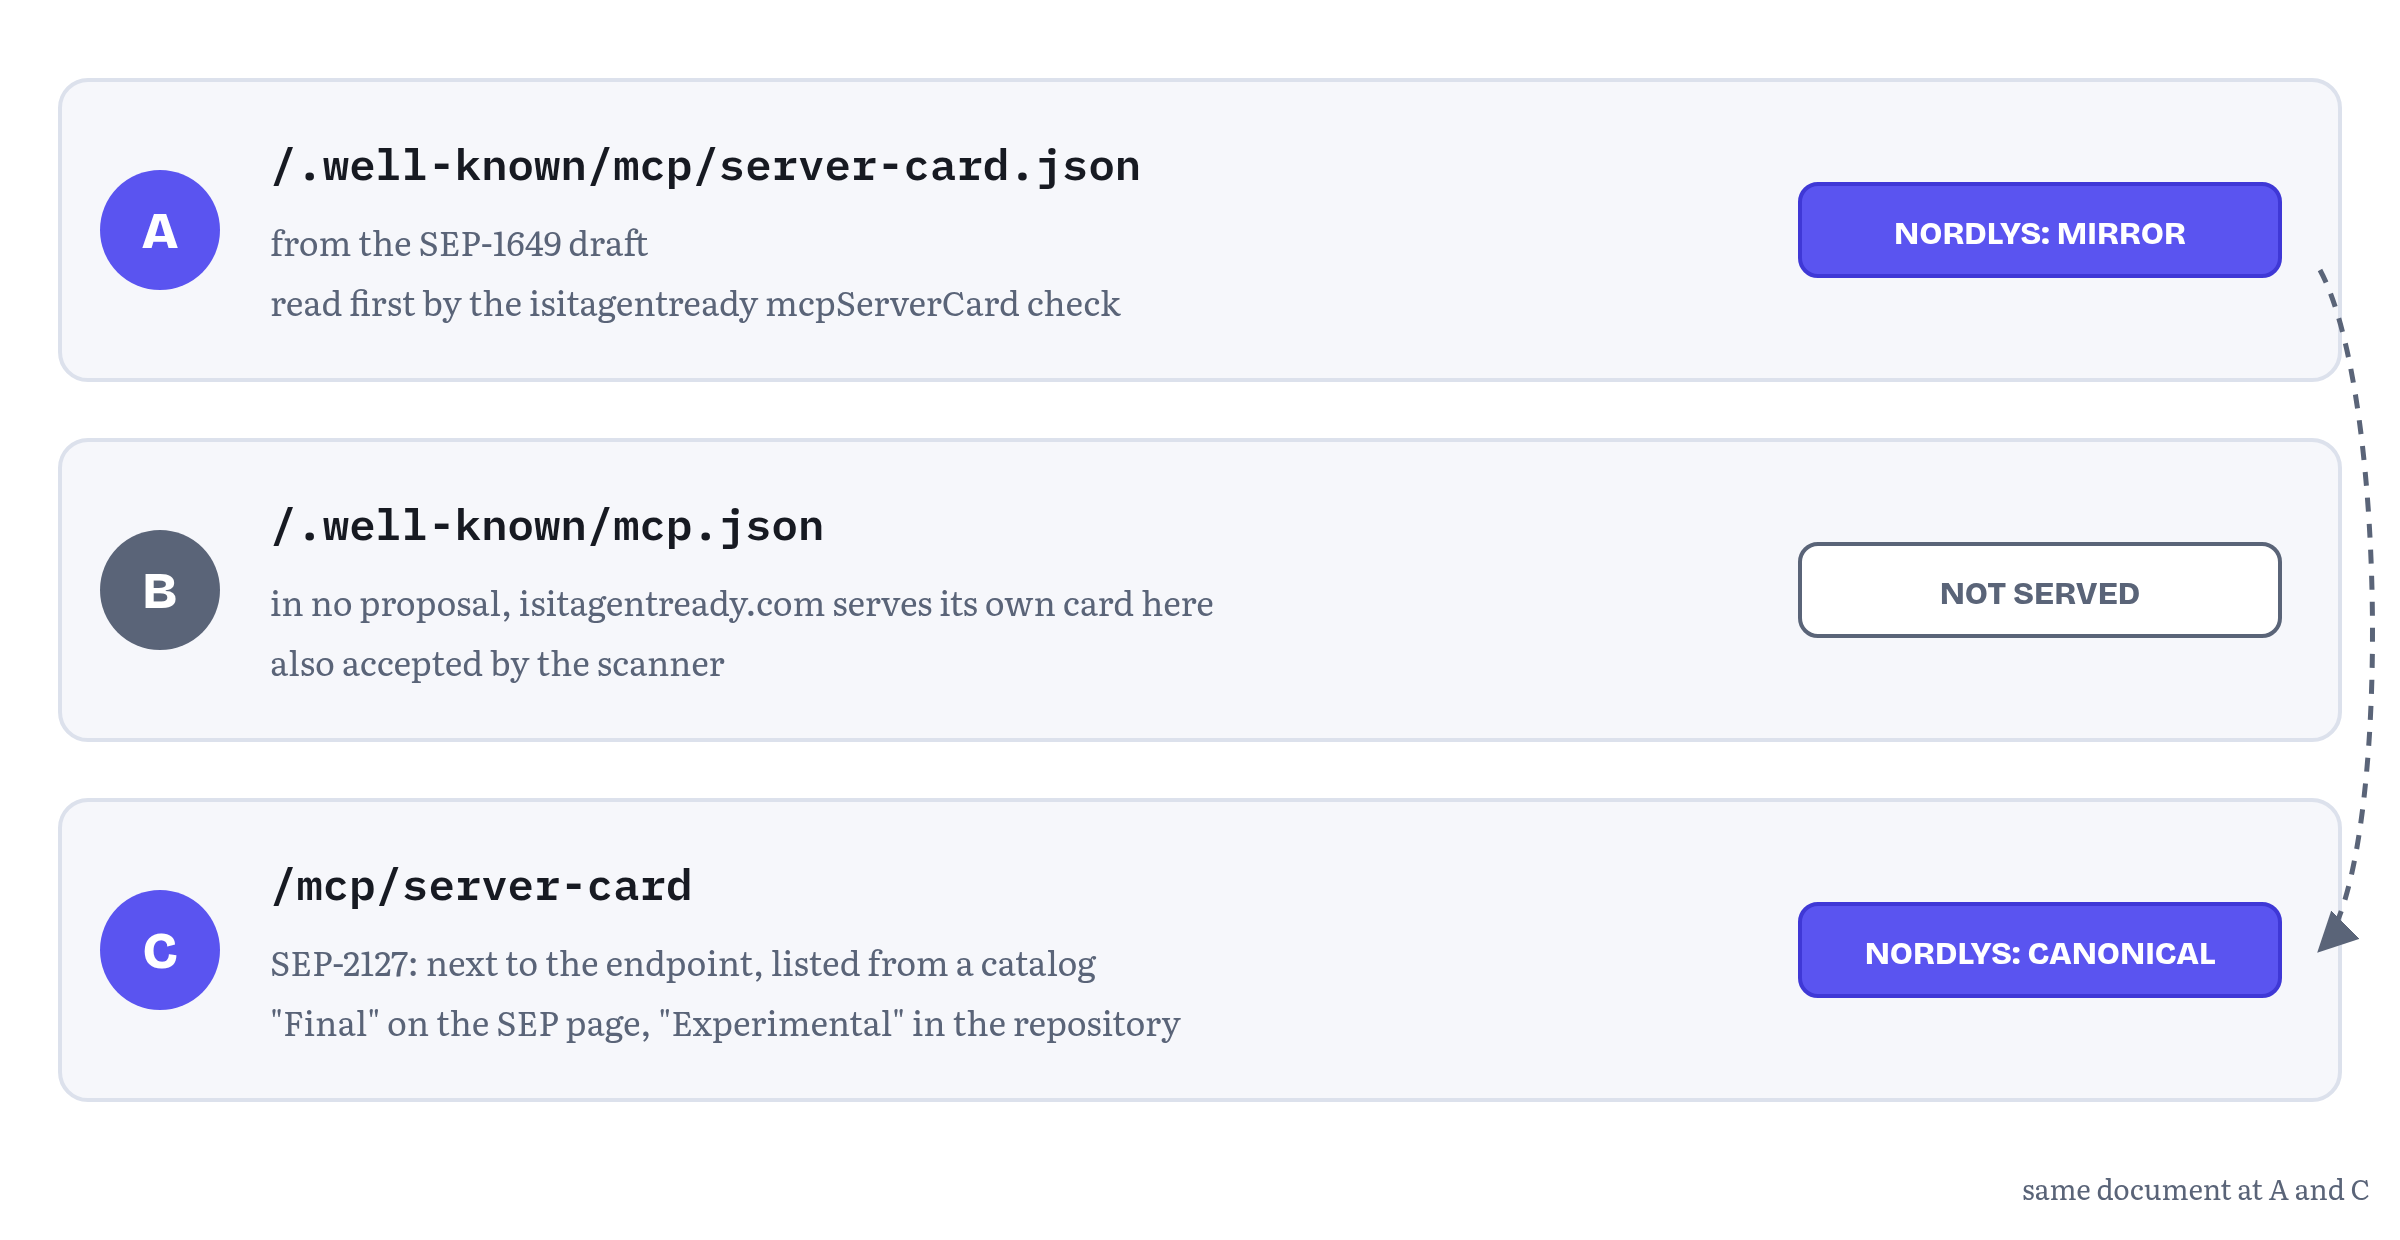 /.well-known/mcp/server-card.json
A
from the SEP-1649 draft
read first by the isitagentready mcpServerCard check
NORDLYS: MIRROR
/.well-known/mcp.json
B
in no proposal, isitagentready.com serves its own card here
also accepted by the scanner
NOT SERVED
/mcp/server-card
C
SEP-2127: next to the endpoint, listed from a catalog
"Final" on the SEP page, "Experimental" in the repository
NORDLYS: CANONICAL
same document at A and C